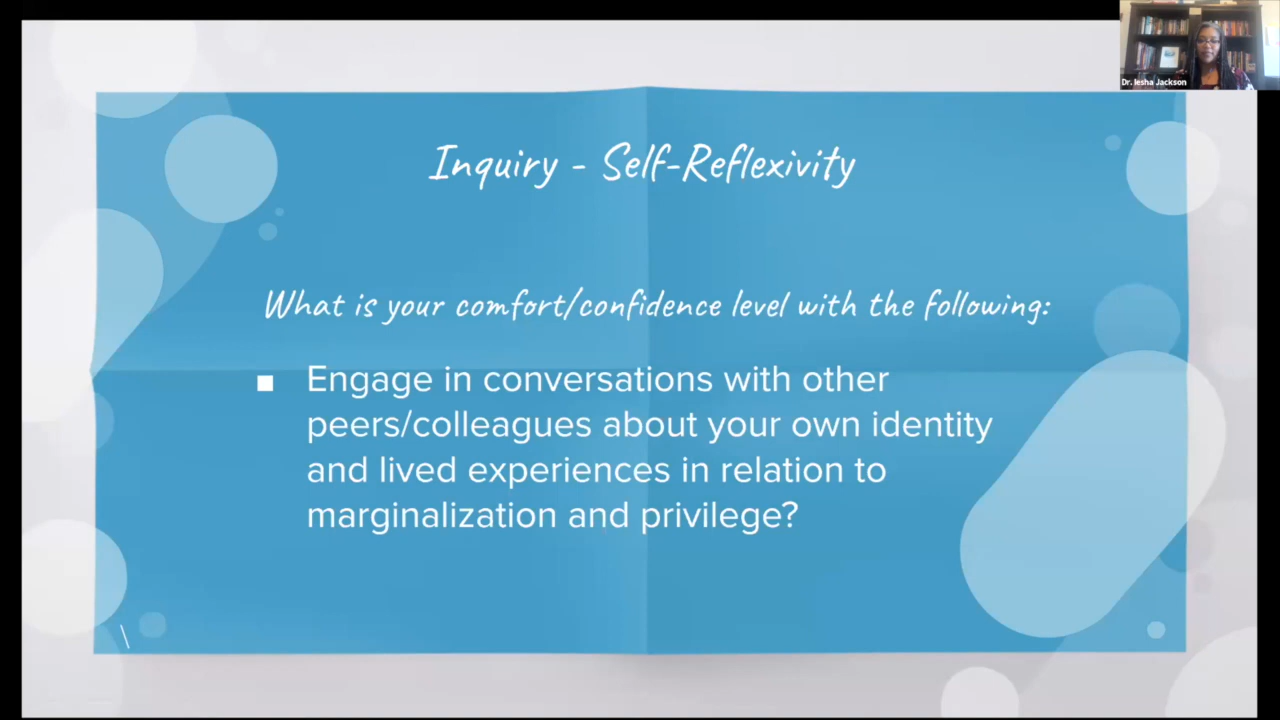 Dr. Iesha Jackson
Inquiry - Self-Reflexivity
What is your comfort/confidence level with the following:
■ Engage in conversations with other
peers/colleagues about your own identity
and lived experiences in relation to
marginalization and privilege?